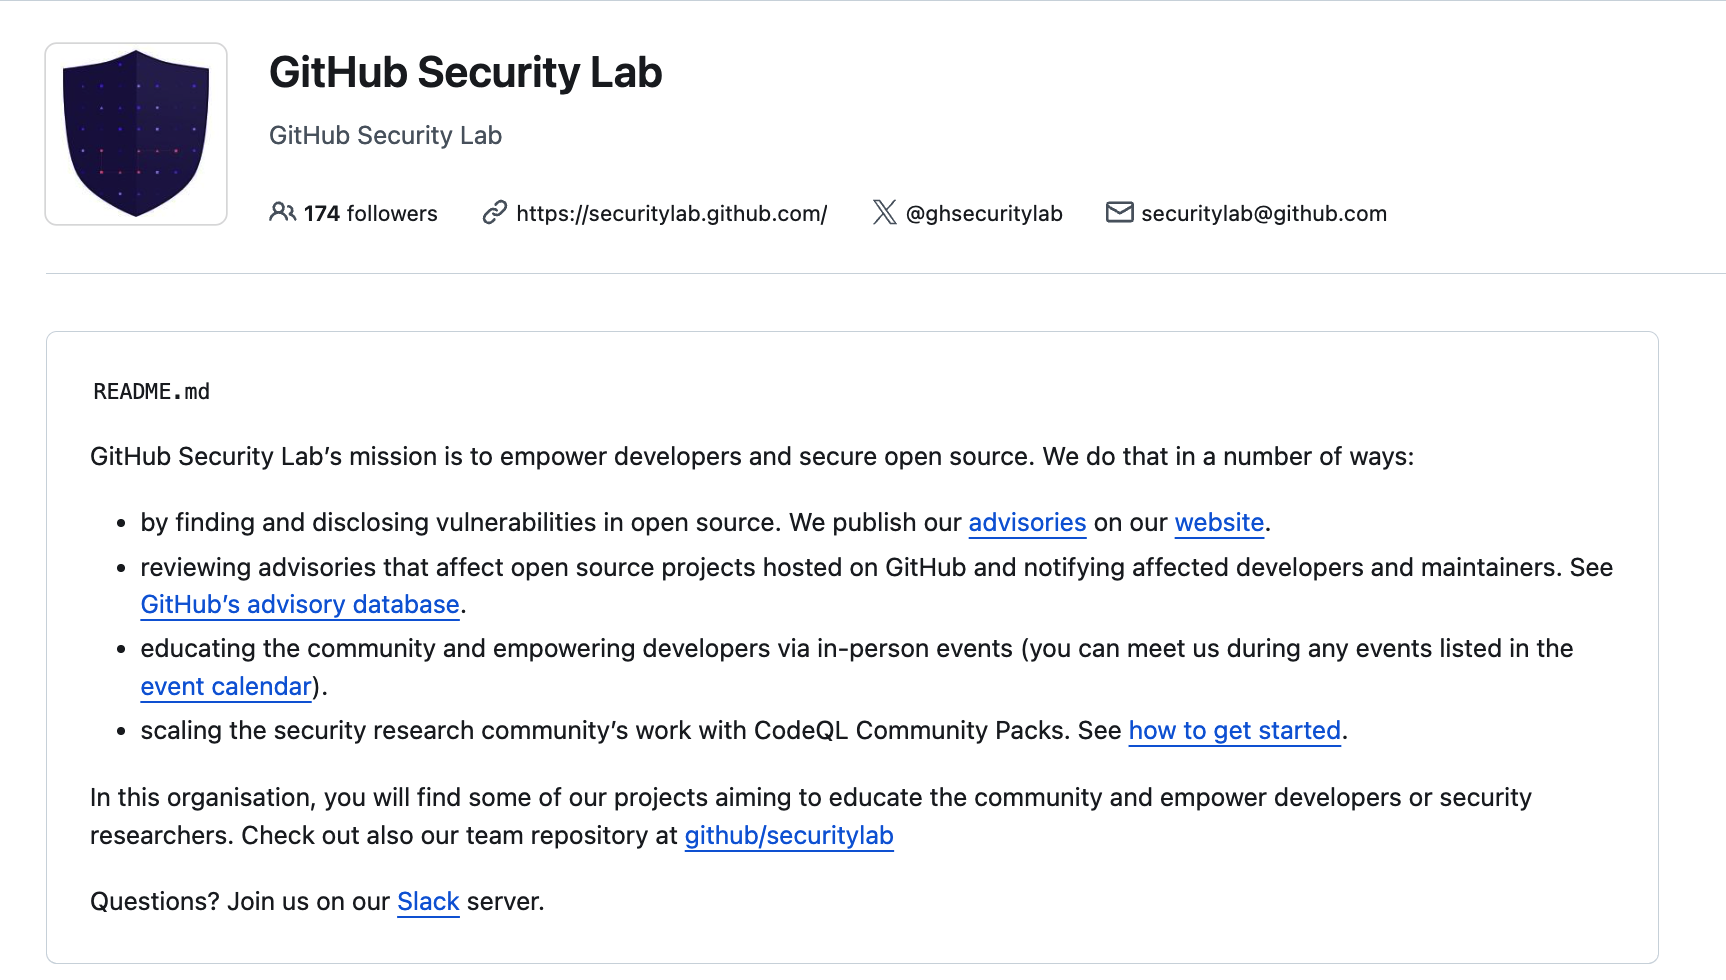 GitHub Security Lab
GitHub Security Lab
174 followers https://securitylab.github.com/ @ghsecuritylab securitylab@github.com
README.md
GitHub Security Lab’s mission is to empower developers and secure open source. We do that in a number of ways:
• by finding and disclosing vulnerabilities in open source. We publish our advisories on our website.
• reviewing advisories that affect open source projects hosted on GitHub and notifying affected developers and maintainers. See
GitHub’s advisory database.
• educating the community and empowering developers via in-person events (you can meet us during any events listed in the
event calendar).
• scaling the security research community’s work with CodeQL Community Packs. See how to get started.
In this organisation, you will find some of our projects aiming to educate the community and empower developers or security
researchers. Check out also our team repository at github/securitylab
Questions? Join us on our Slack server.